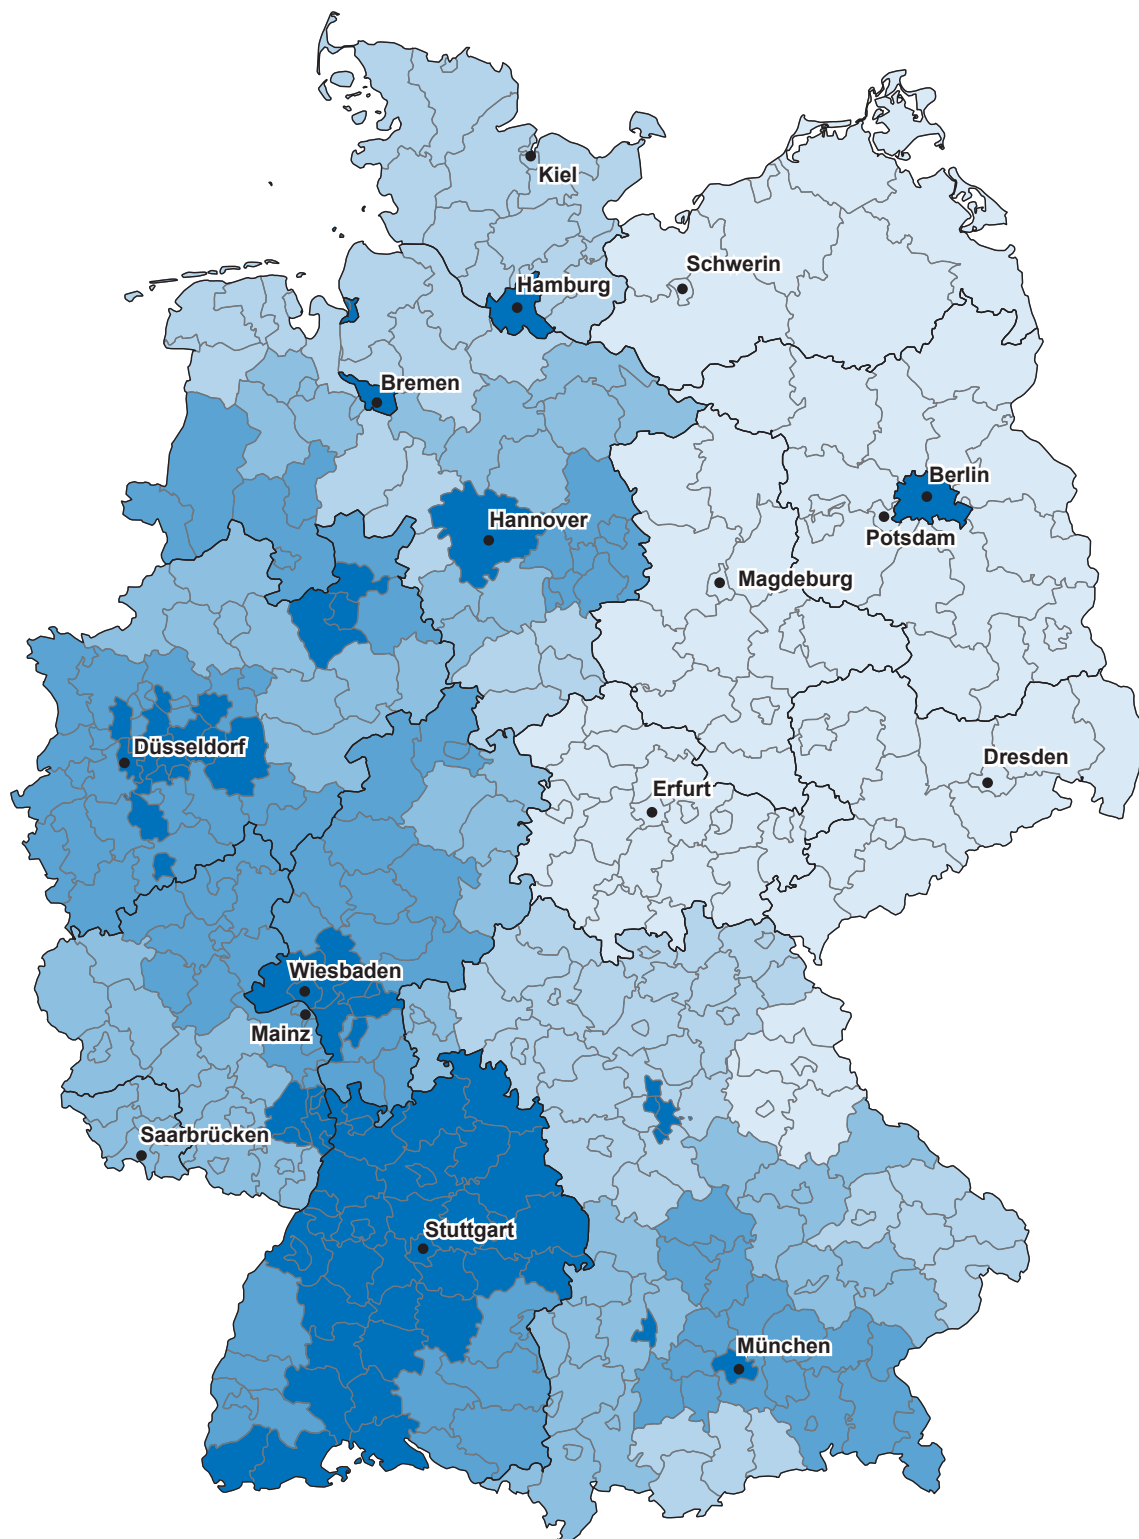 Kiel
Schwerin
Hamburg
Bremen
Berlin
Hannover
Potsdam
Magdeburg
Düsseldorf
Dresden
Erfurt
Wiesbaden
Mainz
Saarbrücken
Stuttgart
München